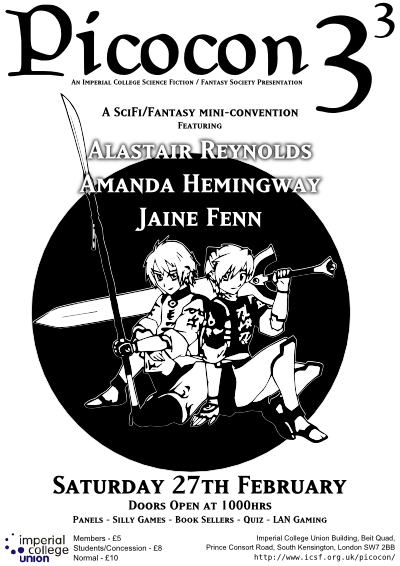 Picocon 3³
An Imperial College Science Fiction / Fantasy Society Presentation
A SciFi/Fantasy mini-convention
Featuring
Alastair Reynolds
Amanda Hemingway
Jaine Fenn
Saturday 27th February
Doors Open at 1000hrs
Panels - Silly Games - Book Sellers - Quiz - LAN Gaming
imperial
college
union
Members - £5
Students/Concession - £8
Normal - £10
Imperial College Union Building, Beit Quad,
Prince Consort Road, South Kensington, London SW7 2BB
http://www.icsf.org.uk/picocon/